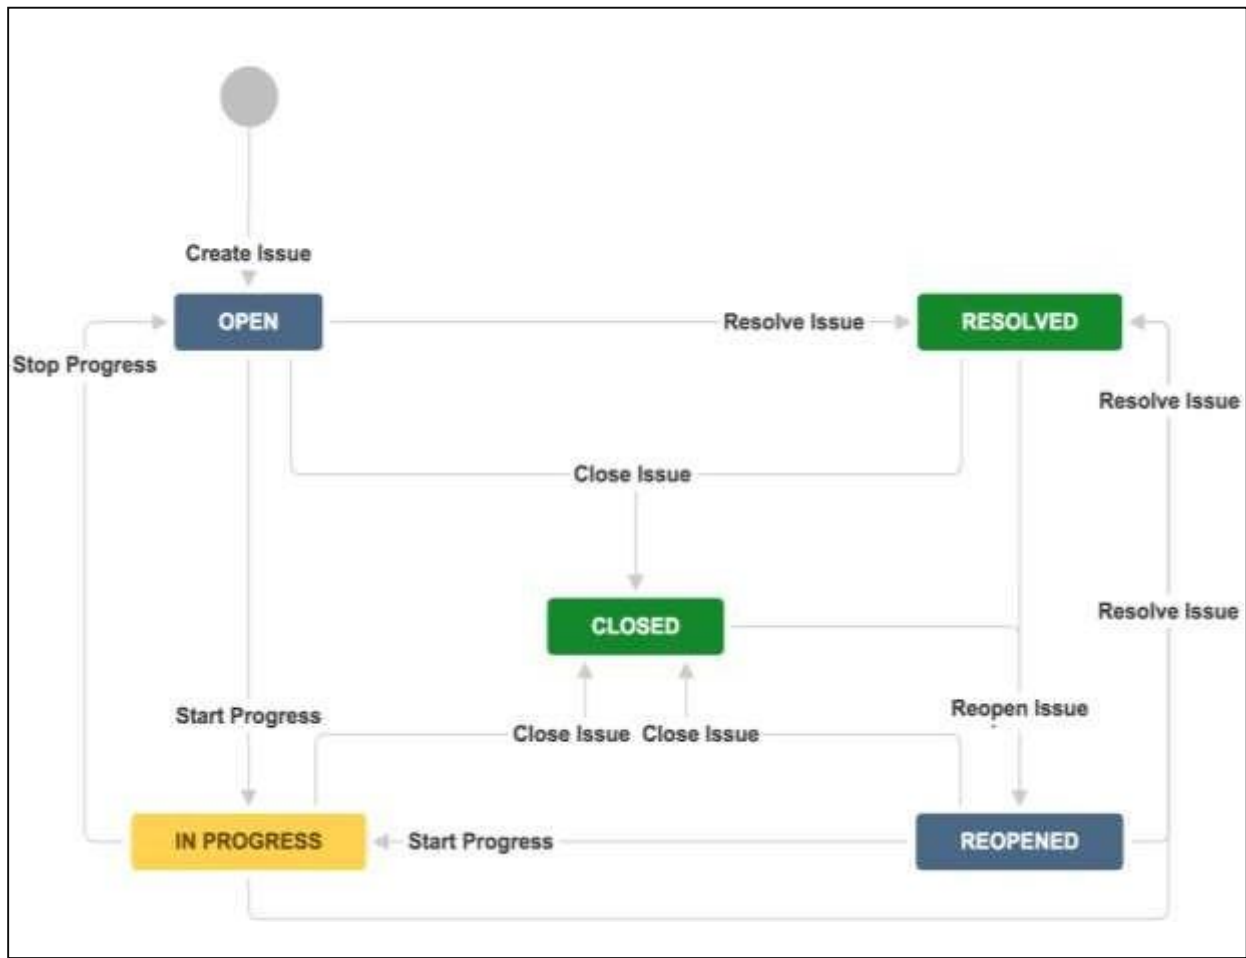 Create Issue
OPEN
Resolve Issue
RESOLVED
Stop Progress
Resolve Issue
Close Issue
CLOSED
Resolve Issue
Start Progress
Reopen Issue
Close Issue
Close Issue
IN PROGRESS
Start Progress
REOPENED